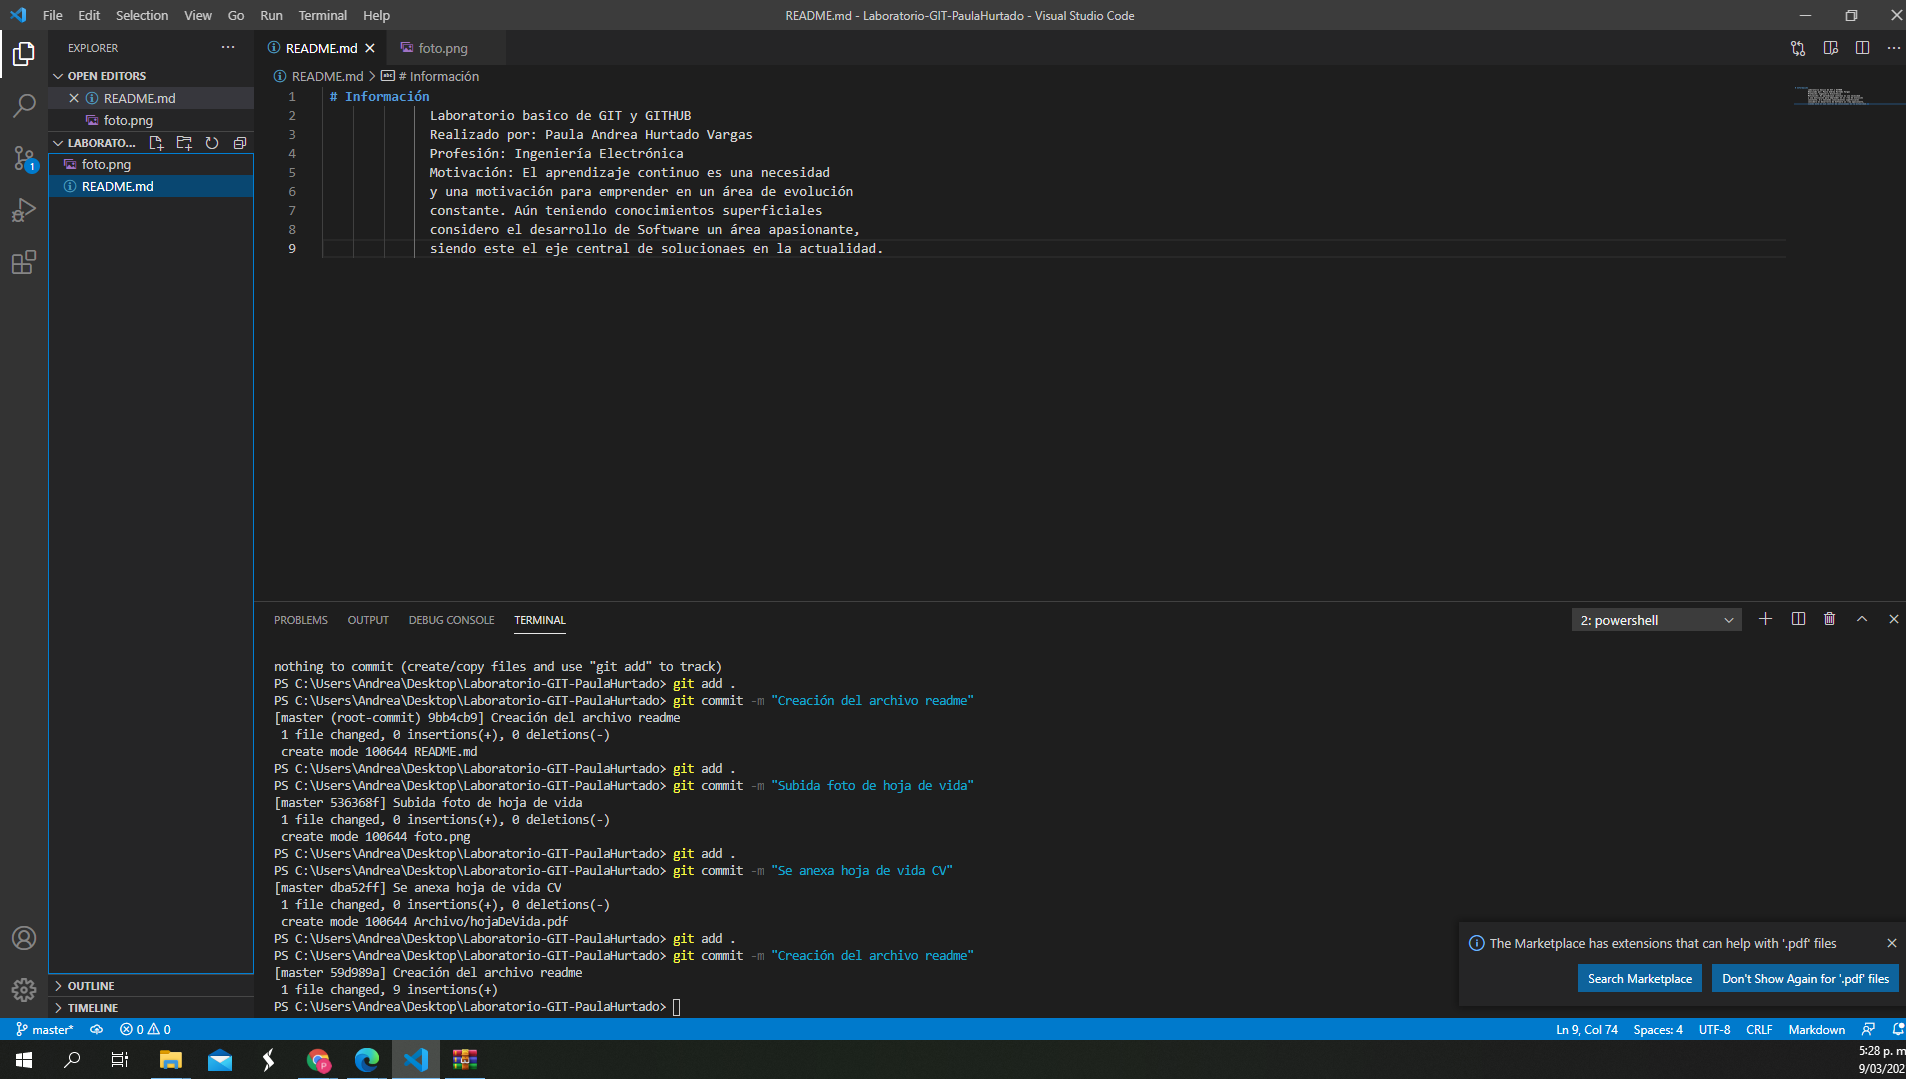 File Edit Selection View Go Run Terminal Help
README.md - Laboratorio-GIT-PaulaHurtado - Visual Studio Code
EXPLORER
OPEN EDITORS
README.md
foto.png
LABORATO...
foto.png
README.md
OUTLINE
TIMELINE
README.md foto.png
README.md > # Información
1 # Información
2 Laboratorio basico de GIT y GITHUB
3 Realizado por: Paula Andrea Hurtado Vargas
4 Profesión: Ingeniería Electrónica
5 Motivación: El aprendizaje continuo es una necesidad
6 y una motivación para emprender en un área de evolución
7 constante. Aún teniendo conocimientos superficiales
8 considero el desarrollo de Software un área apasionante,
9 siendo este el eje central de solucionaes en la actualidad.
PROBLEMS OUTPUT DEBUG CONSOLE TERMINAL
2: powershell
nothing to commit (create/copy files and use "git add" to track)
PS C:\Users\Andrea\Desktop\Laboratorio-GIT-PaulaHurtado> git add .
PS C:\Users\Andrea\Desktop\Laboratorio-GIT-PaulaHurtado> git commit -m "Creación del archivo readme"
[master (root-commit) 9bb4cb9] Creación del archivo readme
1 file changed, 0 insertions(+), 0 deletions(-)
create mode 100644 README.md
PS C:\Users\Andrea\Desktop\Laboratorio-GIT-PaulaHurtado> git add .
PS C:\Users\Andrea\Desktop\Laboratorio-GIT-PaulaHurtado> git commit -m "Subida foto de hoja de vida"
[master 536368f] Subida foto de hoja de vida
1 file changed, 0 insertions(+), 0 deletions(-)
create mode 100644 foto.png
PS C:\Users\Andrea\Desktop\Laboratorio-GIT-PaulaHurtado> git add .
PS C:\Users\Andrea\Desktop\Laboratorio-GIT-PaulaHurtado> git commit -m "Se anexa hoja de vida CV"
[master dba52ff] Se anexa hoja de vida CV
1 file changed, 0 insertions(+), 0 deletions(-)
create mode 100644 Archivo/hojaDeVida.pdf
PS C:\Users\Andrea\Desktop\Laboratorio-GIT-PaulaHurtado> git add .
PS C:\Users\Andrea\Desktop\Laboratorio-GIT-PaulaHurtado> git commit -m "Creación del archivo readme"
[master 59d989a] Creación del archivo readme
1 file changed, 9 insertions(+)
PS C:\Users\Andrea\Desktop\Laboratorio-GIT-PaulaHurtado>
The Marketplace has extensions that can help with '.pdf' files
Search Marketplace Don't Show Again for '.pdf' files
1
master* 0 0 Ln 9, Col 74 Spaces: 4 UTF-8 CRLF Markdown
5:28 p. m
9/03/202